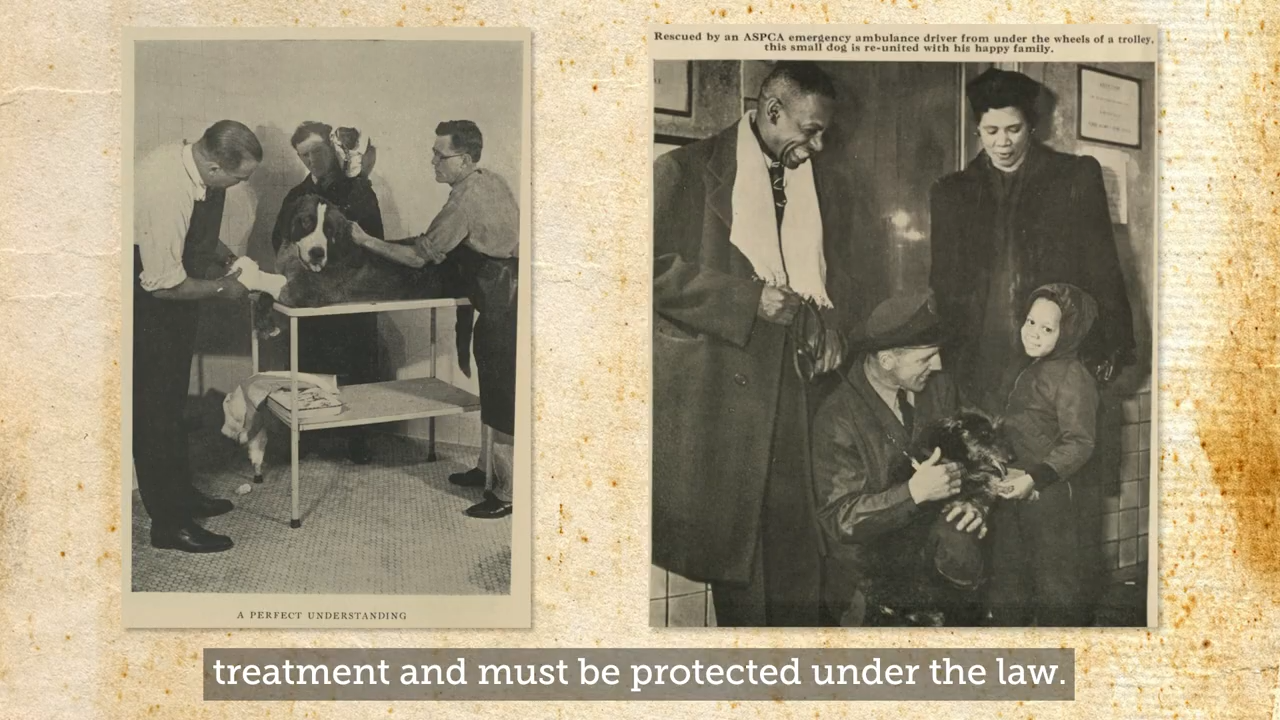 Rescued by an ASPCA emergency ambulance driver from under the wheels of a trolley,
this small dog is re-united with his happy family.
A PERFECT UNDERSTANDING
treatment and must be protected under the law.